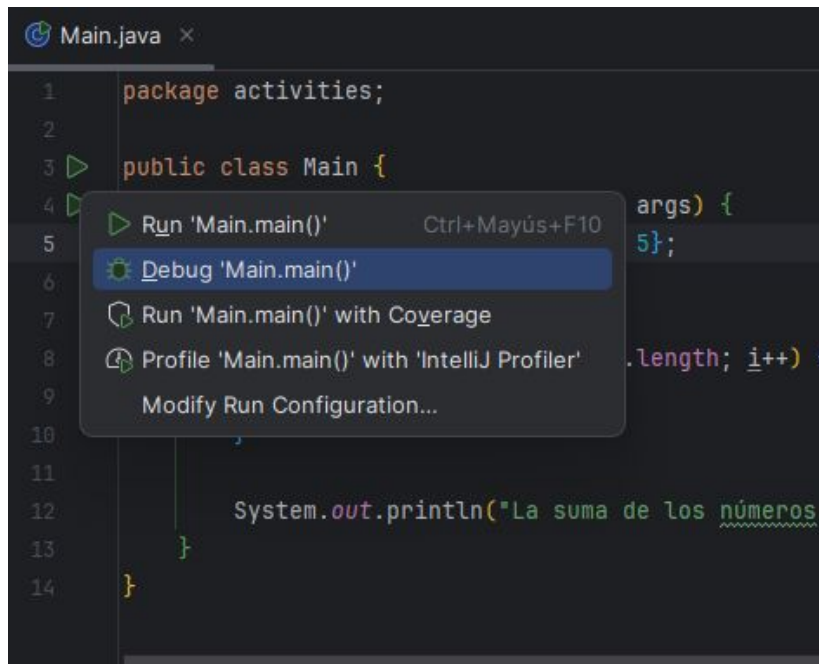 Main.java ×
1 package activities;
2
3 public class Main {
4 args) {
5 5};
6
7
8 .length; i++)
9
10 }
11
12 System.out.println("La suma de los números
13 }
14 }
Run 'Main.main()' Ctrl+Mayús+F10
Debug 'Main.main()'
Run 'Main.main()' with Coverage
Profile 'Main.main()' with 'IntelliJ Profiler'
Modify Run Configuration...